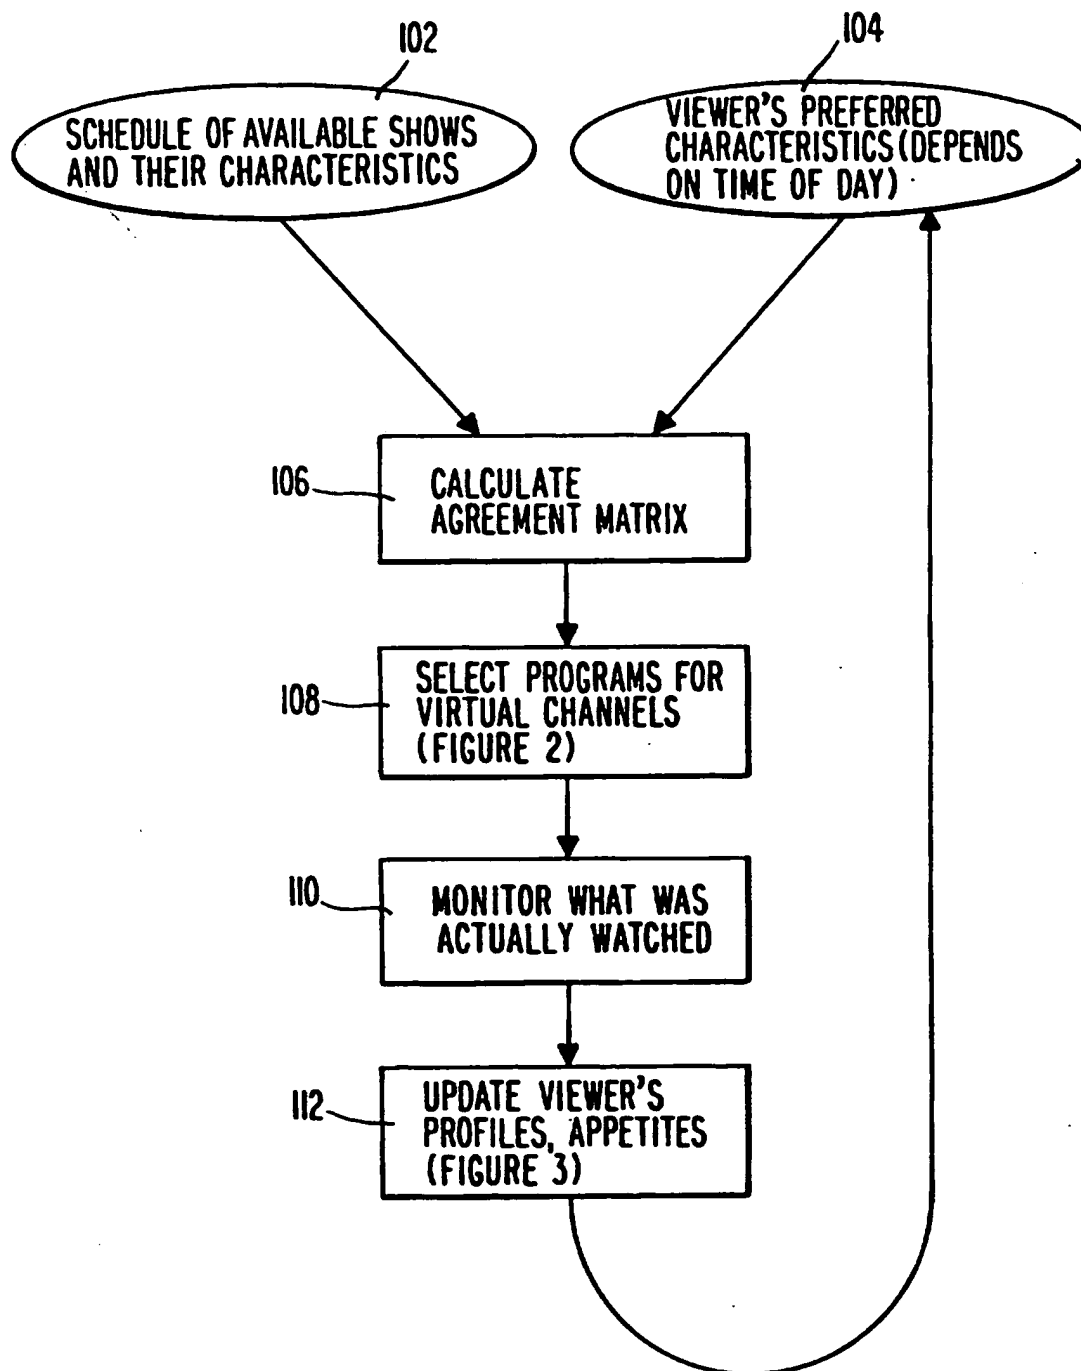 102
104
SCHEDULE OF AVAILABLE SHOWS
AND THEIR CHARACTERISTICS
VIEWER'S PREFERRED
CHARACTERISTICS (DEPENDS
ON TIME OF DAY)
106
CALCULATE
AGREEMENT MATRIX
108
SELECT PROGRAMS FOR
VIRTUAL CHANNELS
(FIGURE 2)
110
MONITOR WHAT WAS
ACTUALLY WATCHED
112
UPDATE VIEWER'S
PROFILES, APPETITES
(FIGURE 3)